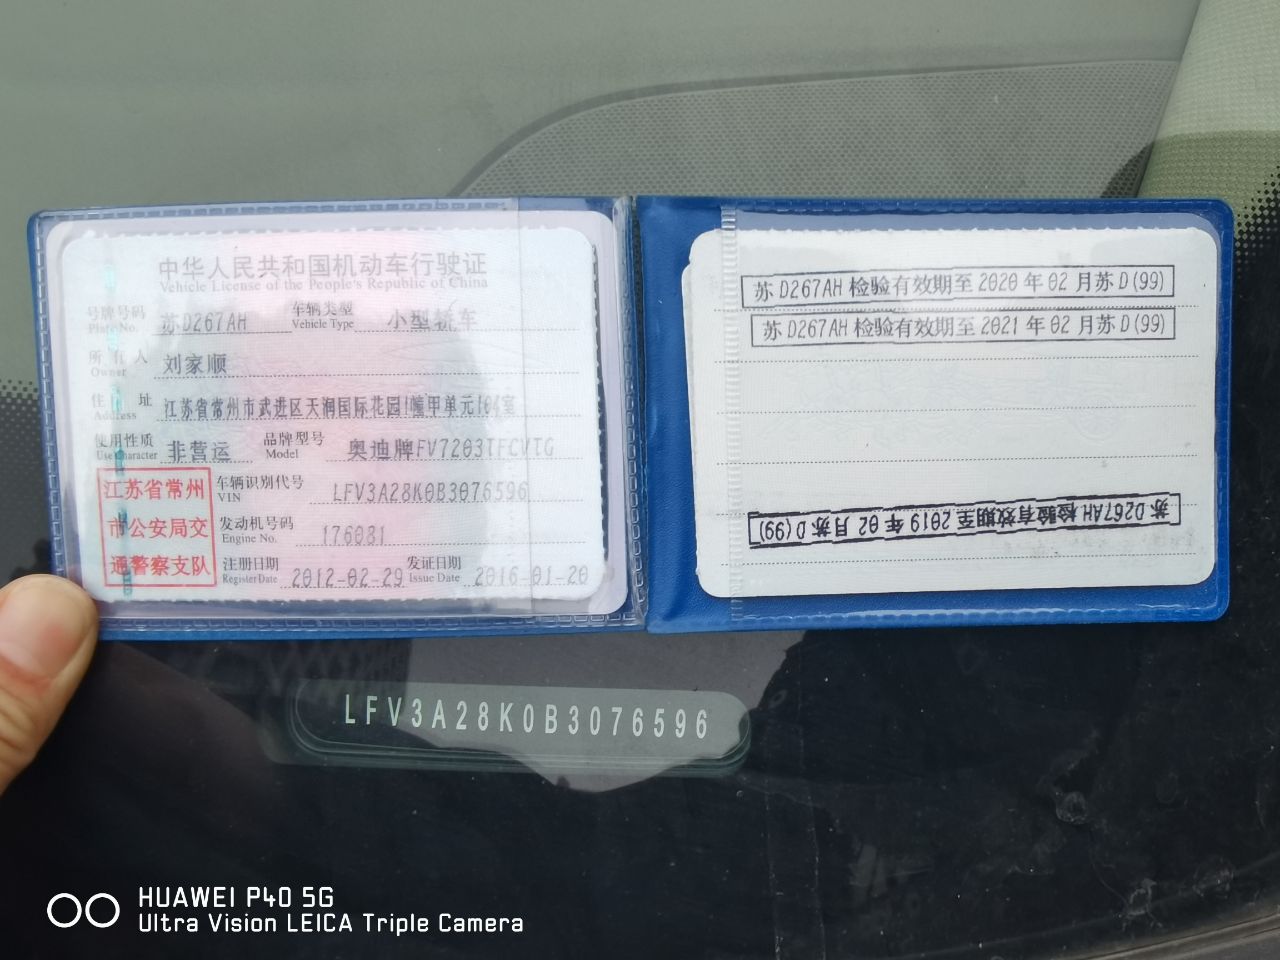 中华人民共和国机动车行驶证
Vehicle License of the People's Republic of China
号牌号码 苏D267AH 车辆类型 小型轿车
Plate No. Vehicle Type
所有人 刘家顺
Owner
住址 江苏省常州市武进区天润国际花园1幢甲单元104室
Address
使用性质 非营运 品牌型号 奥迪牌FV7203TFCVTG
Use Character Model
江苏省常州
市公安局交
通警察支队
车辆识别代号 LFV3A28K0B3076596
VIN
发动机号码 176081
Engine No.
注册日期 2012-02-29 发证日期 2016-01-20
Register Date Issue Date
苏D267AH检验有效期至2020年02月苏D(99)
苏D267AH检验有效期至2021年02月苏D(99)
苏D267AH检验有效期至2019年02月苏D(99)
LFV3A28K0B3076596
HUAWEI P40 5G
Ultra Vision LEICA Triple Camera